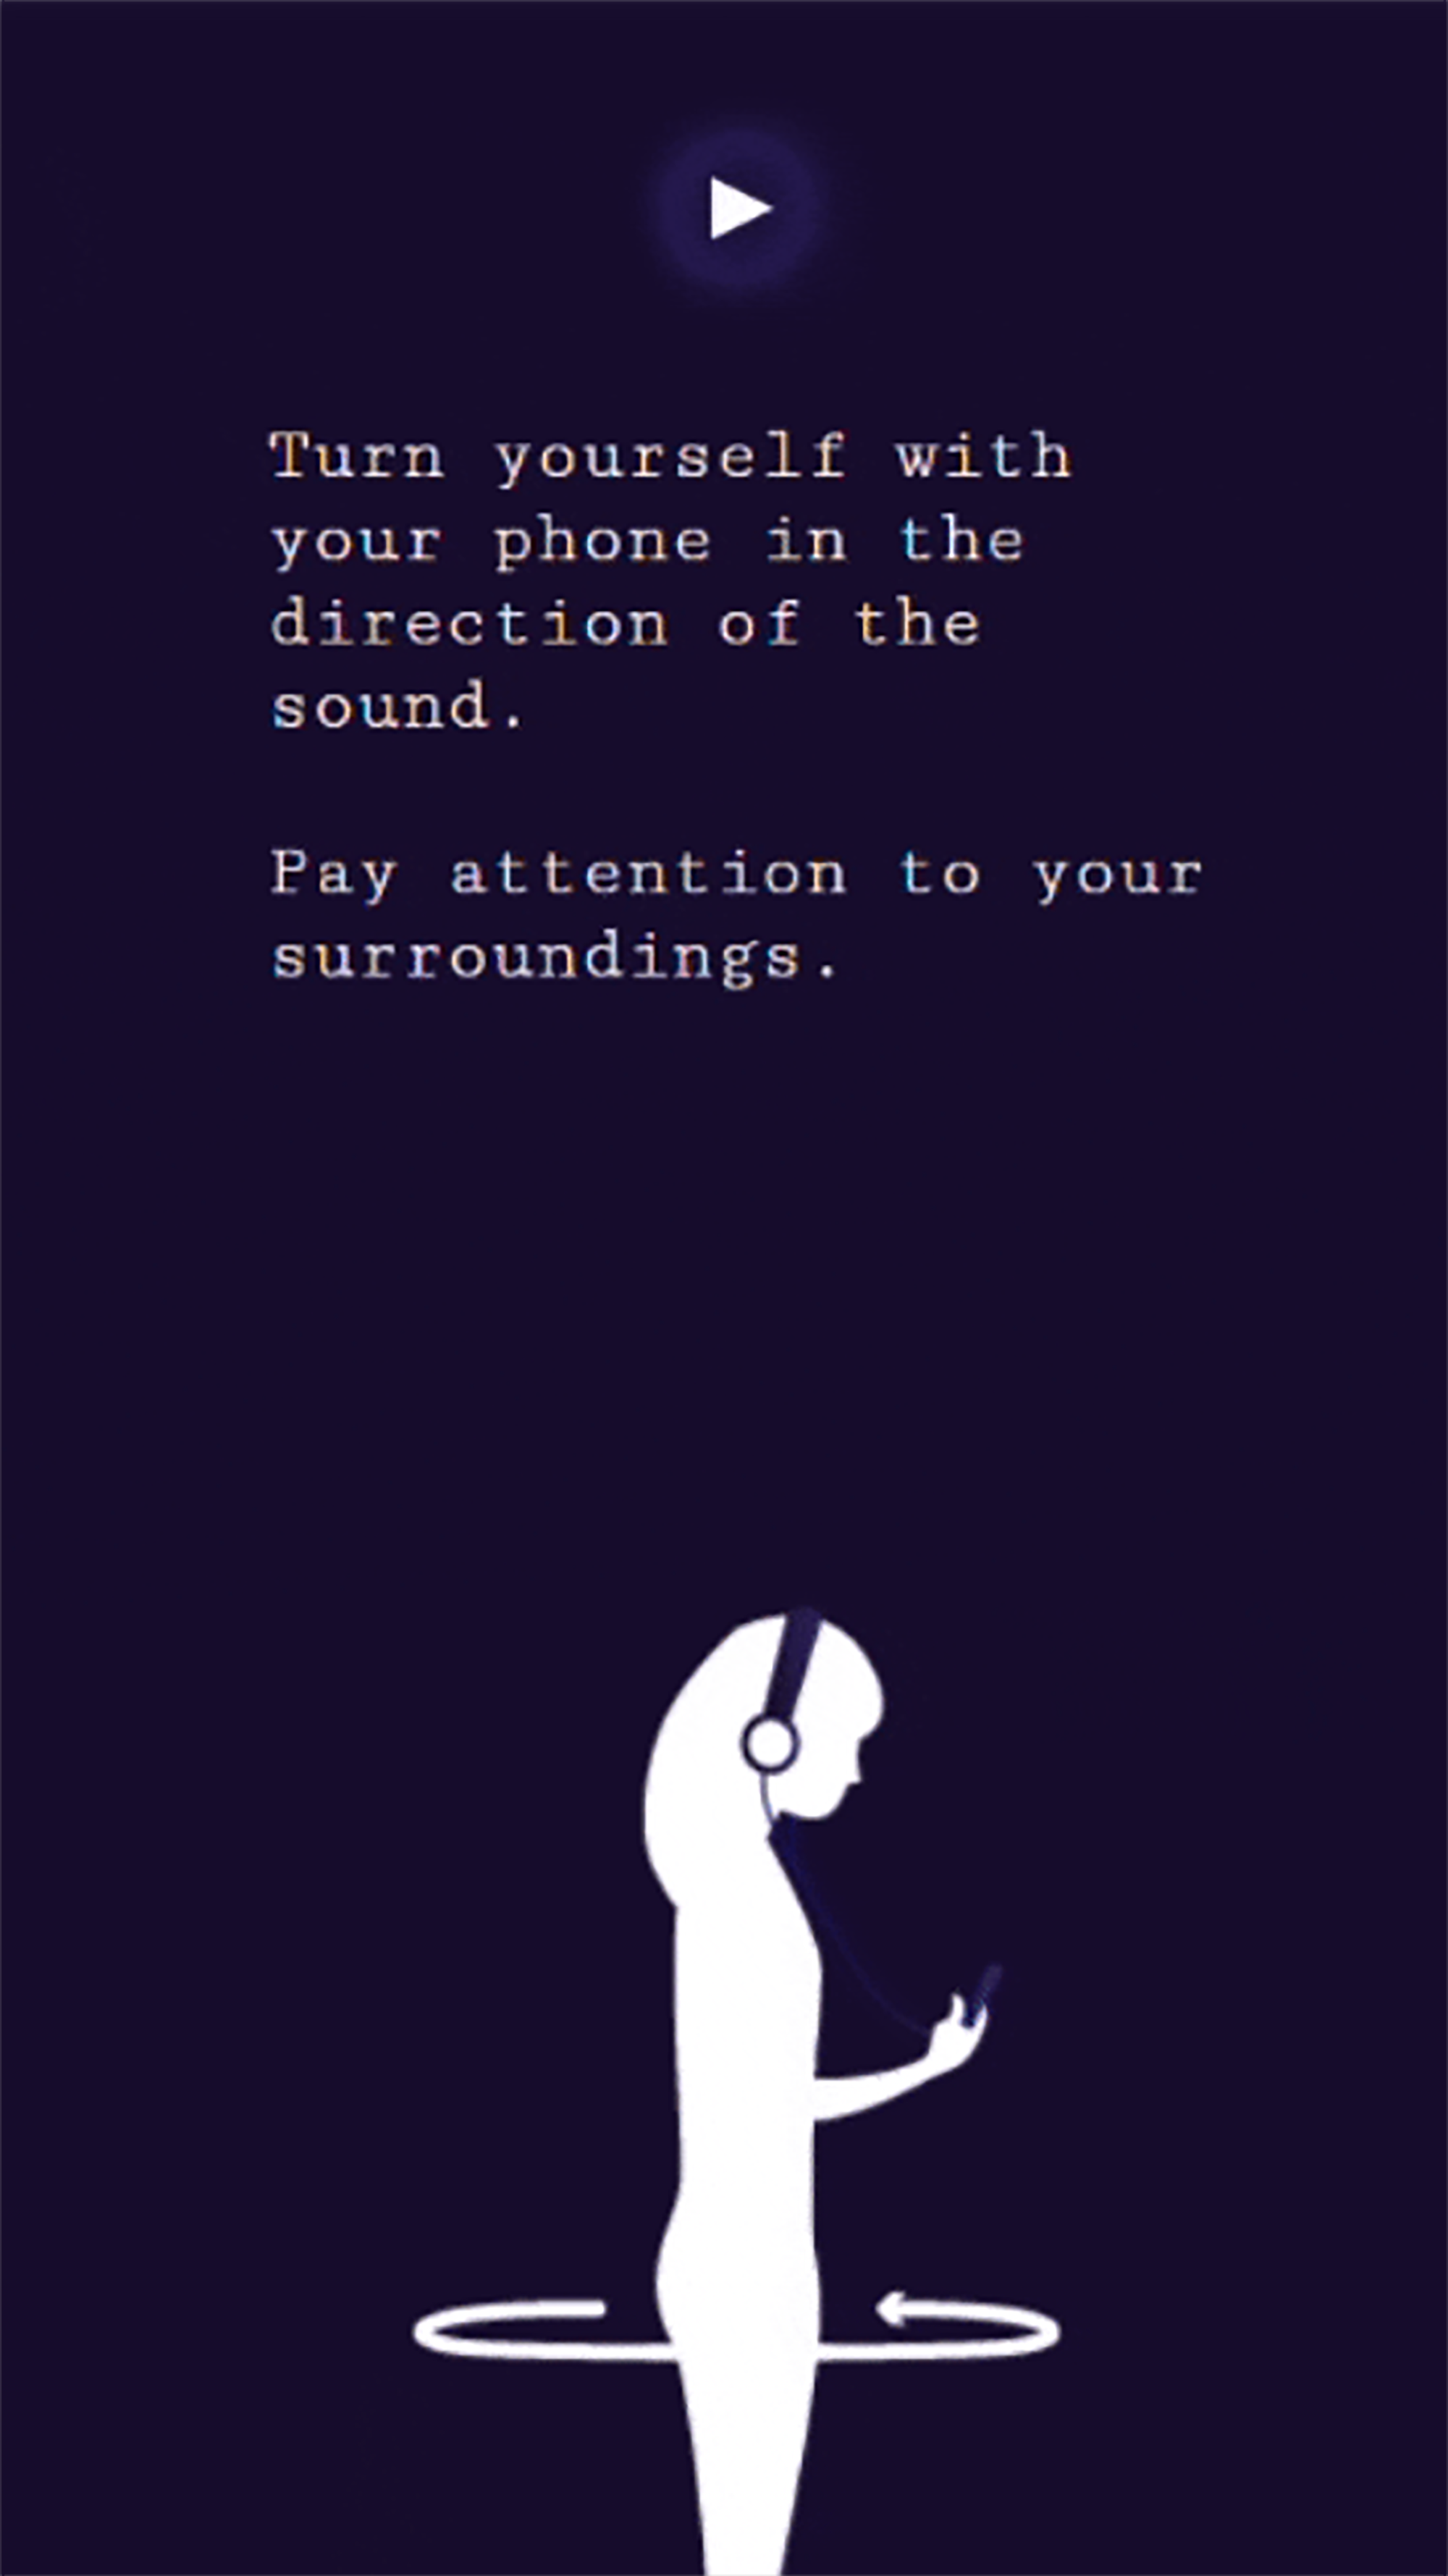 Turn yourself with
your phone in the
direction of the
sound.
Pay attention to your
surroundings.